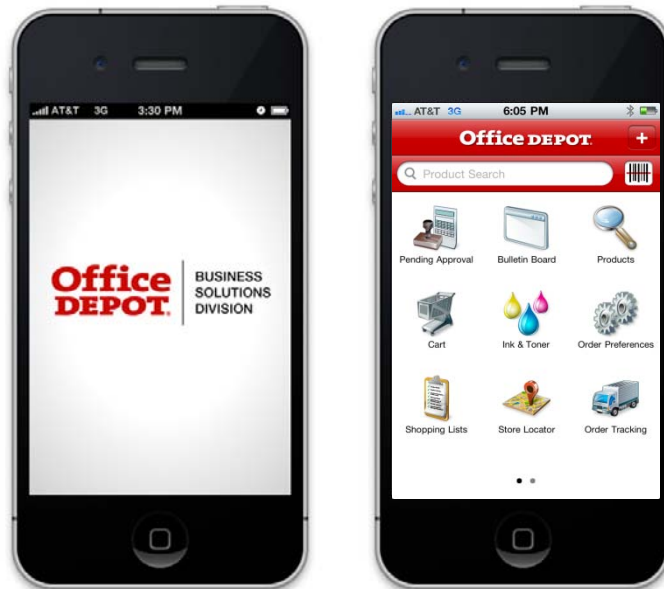 AT&T 3G 3:30 PM
Office
DEPOT.
BUSINESS
SOLUTIONS
DIVISION
AT&T 3G 6:05 PM
Office DEPOT.
+
Product Search
Pending Approval Bulletin Board Products
Cart Ink & Toner Order Preferences
Shopping Lists Store Locator Order Tracking